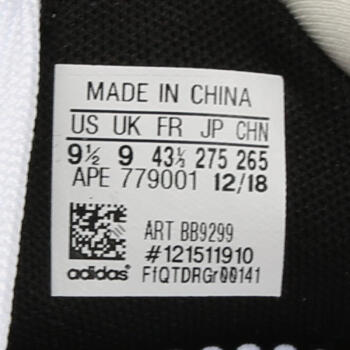 MADE IN CHINA
US UK FR JP CHN
9½ 9 43⅓ 275 265
APE 779001 12/18
ART BB9299
#121511910
adidas® FfQTDRGr00141